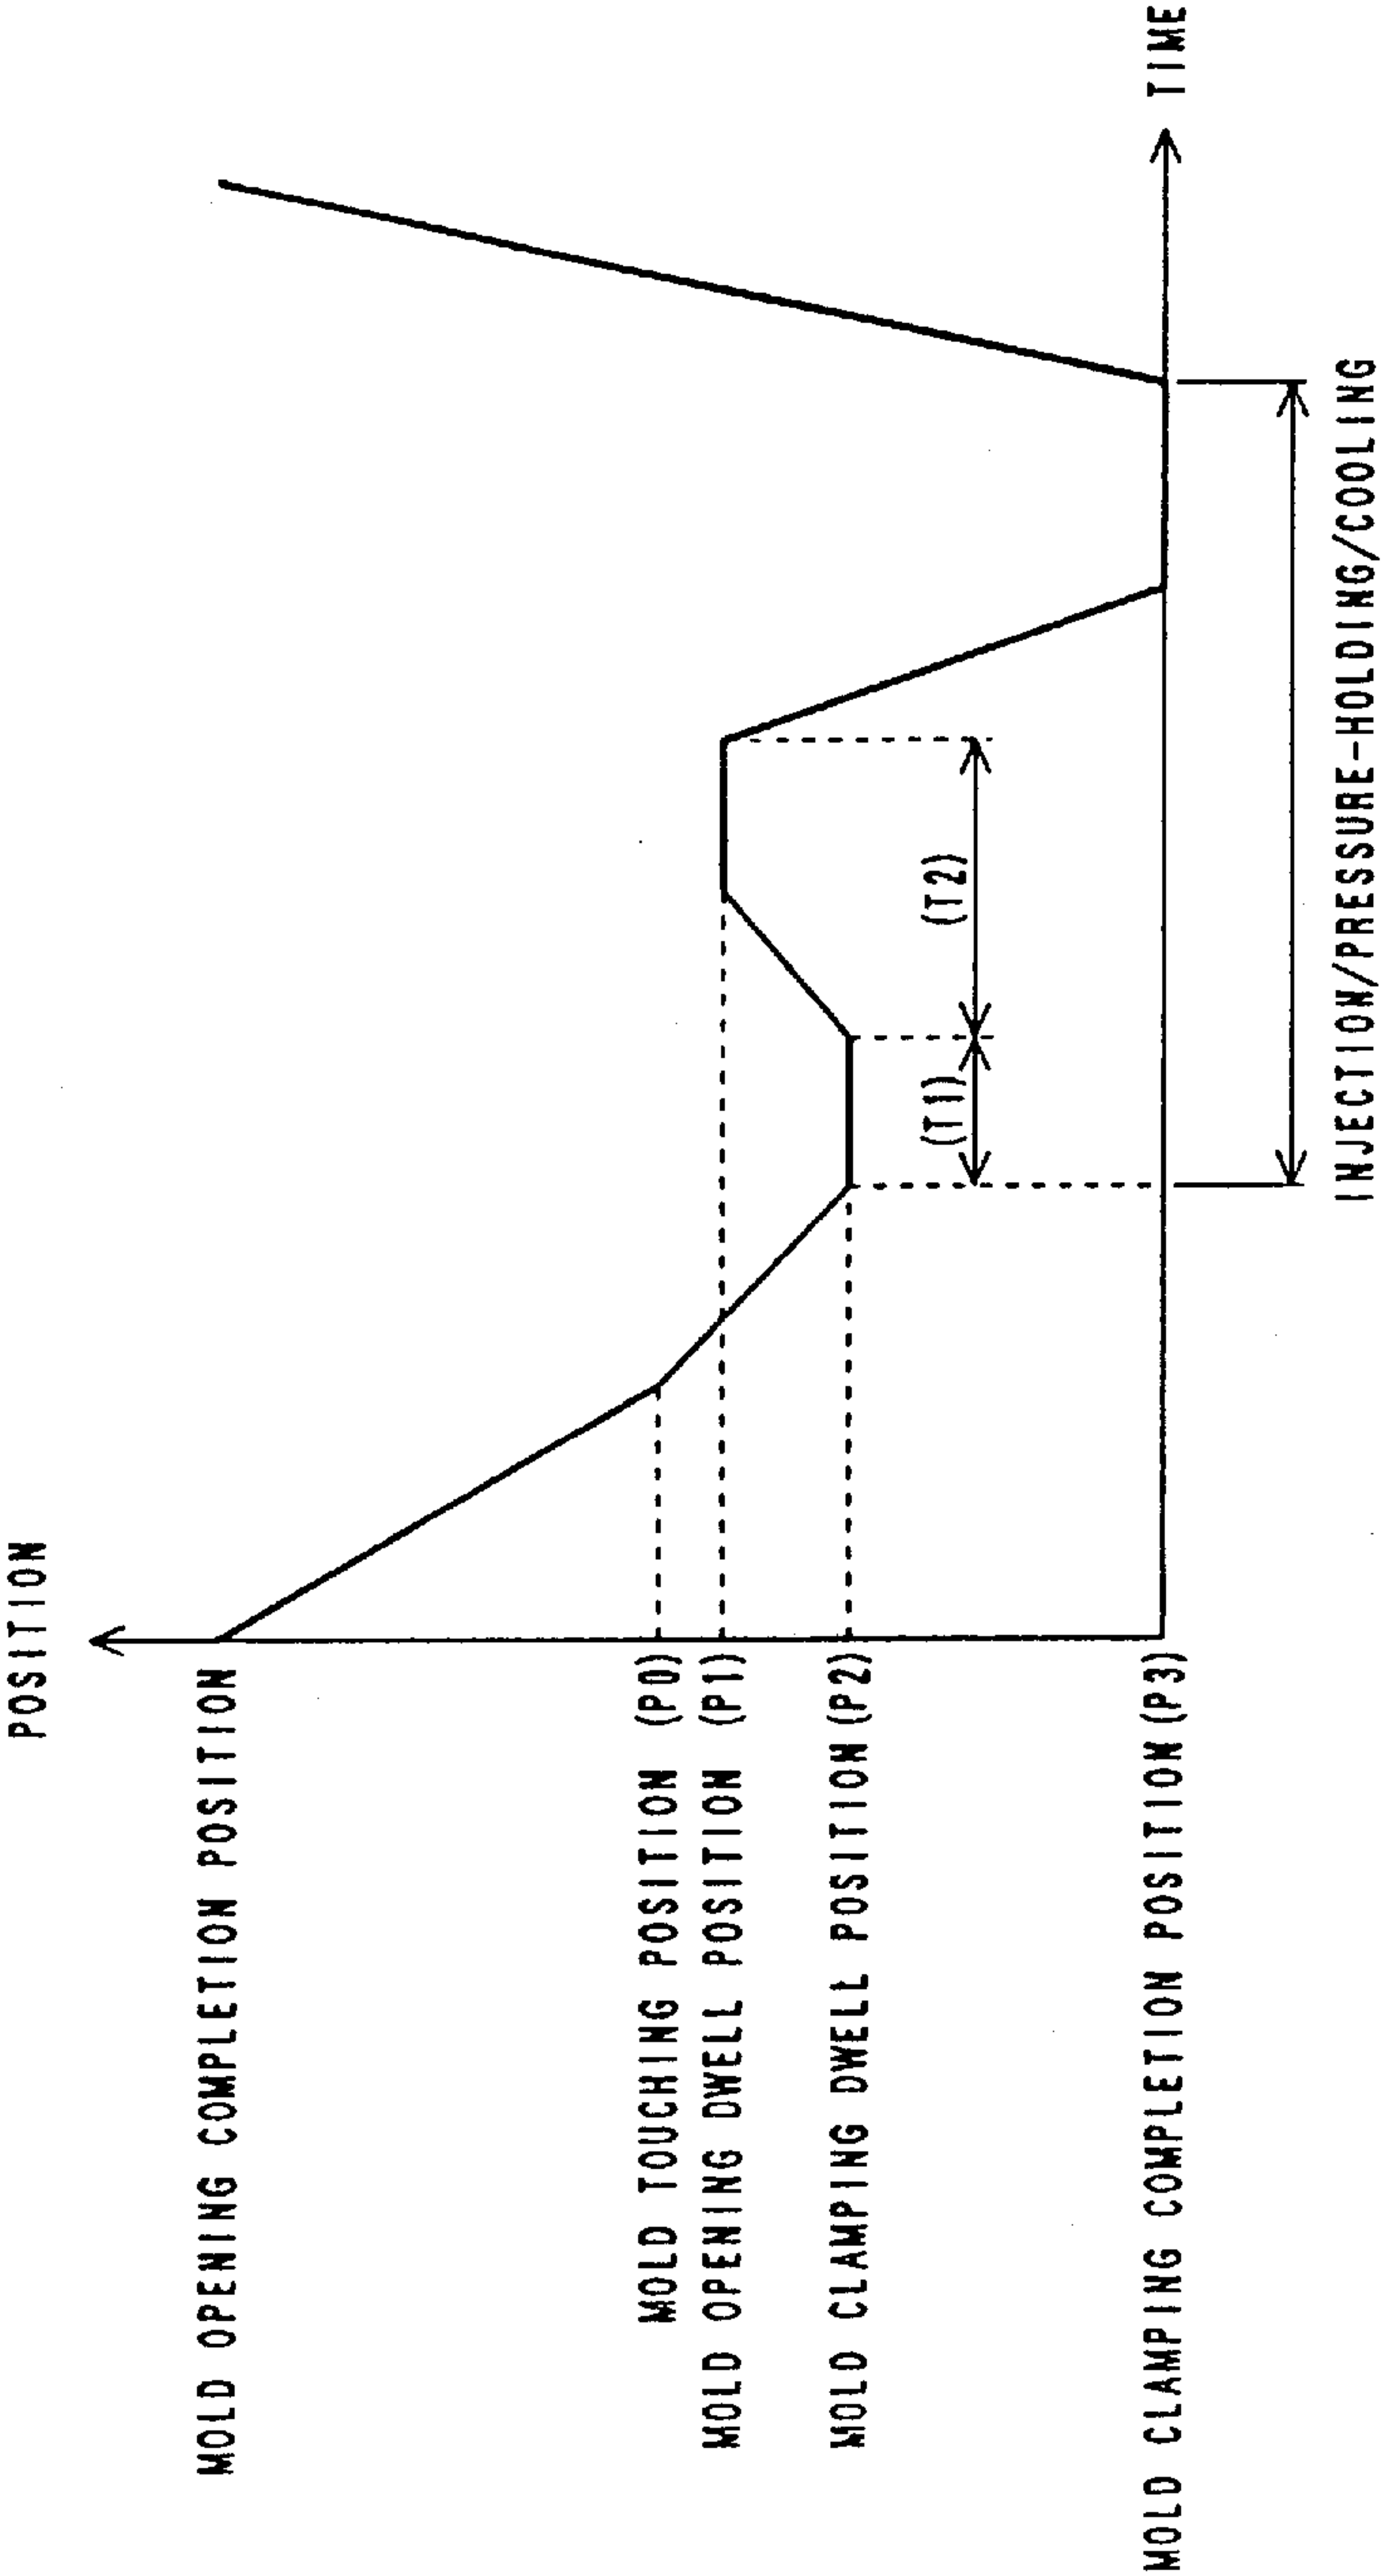 POSITION
MOLD OPENING COMPLETION POSITION
MOLD TOUCHING POSITION (P0)
MOLD OPENING DWELL POSITION (P1)
MOLD CLAMPING DWELL POSITION (P2)
(T1)
(T2)
MOLD CLAMPING COMPLETION POSITION (P3)
TIME
INJECTION/PRESSURE-HOLDING/COOLING